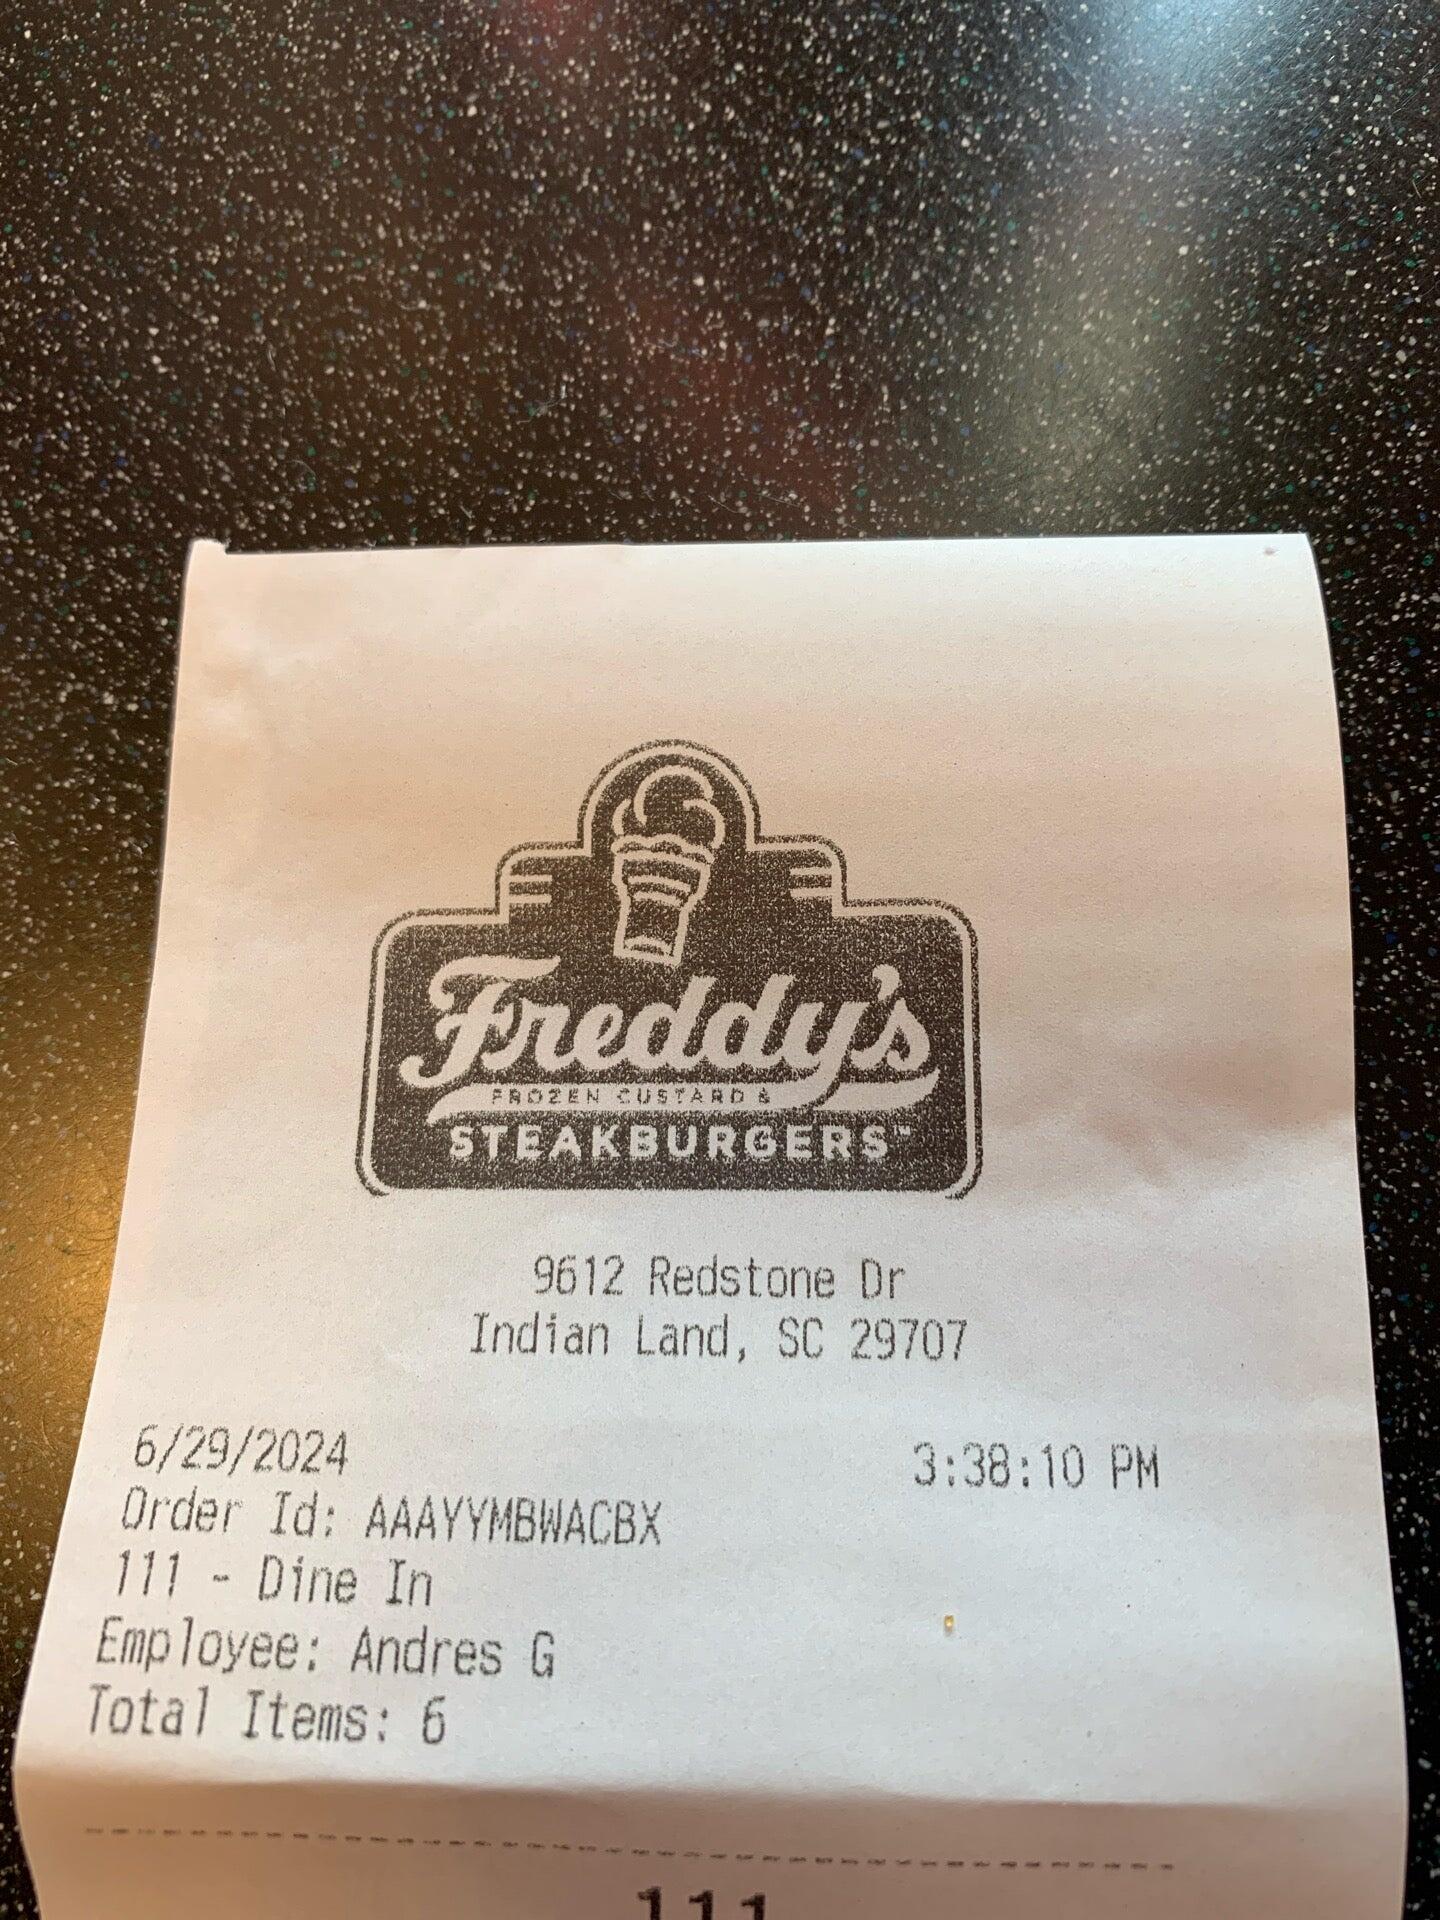 Freddy's
FROZEN CUSTARD &
STEAKBURGERS™
9612 Redstone Dr
Indian Land, SC 29707
6/29/2024 3:38:10 PM
Order Id: AAAYYMBWACBX
111 - Dine In
Employee: Andres G
Total Items: 6
--------------------------------------------
111